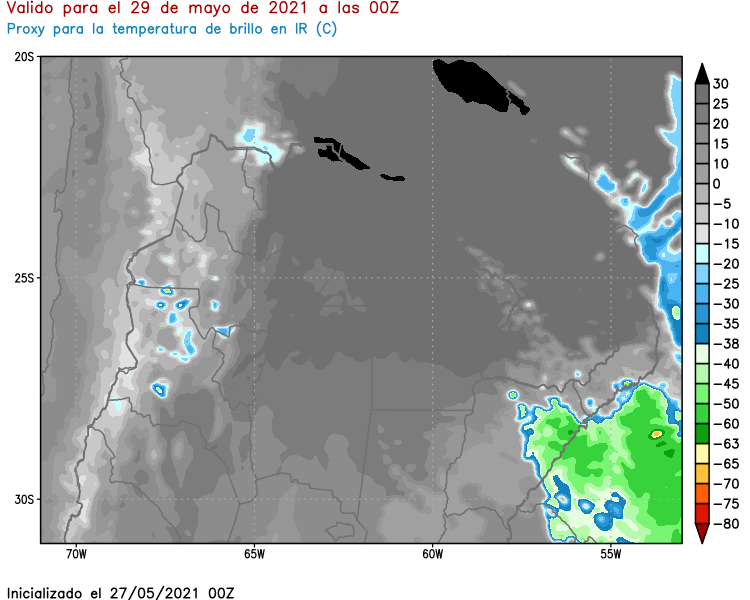 Valido para el 29 de mayo de 2021 a las 00Z
Proxy para la temperatura de brillo en IR (C)
20S
25S
30S
70W
65W
60W
55W
30
25
20
15
10
0
−5
−10
−15
−20
−25
−30
−35
−38
−40
−45
−50
−60
−63
−65
−70
−75
−80
Inicializado el 27/05/2021 00Z